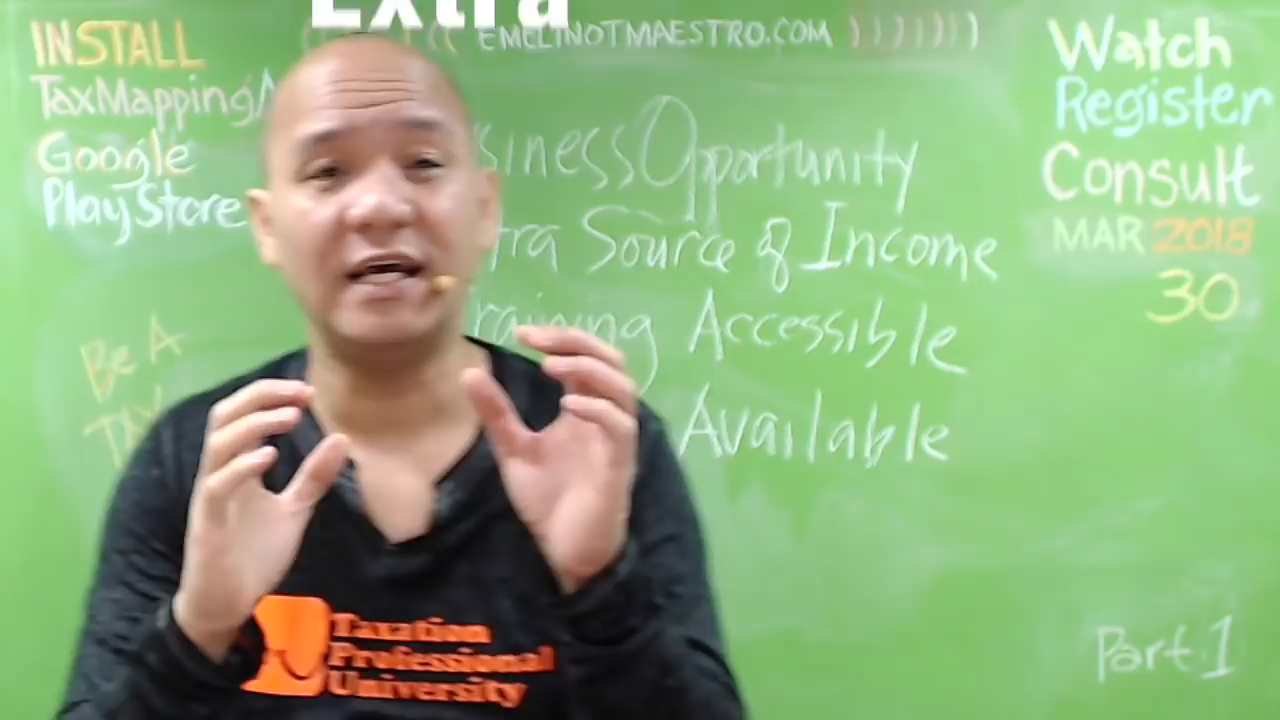 Extra
EMELINOTMAESTRO.COM ) ) ) ) ) ) )
INSTALL
TaxMapping
Google
PlayStore
Be A
Opportunity
Source of Income
Accessible
Available
Watch
Register
Consult
MAR 2018
30
Taxation
Professional
University
Part 1